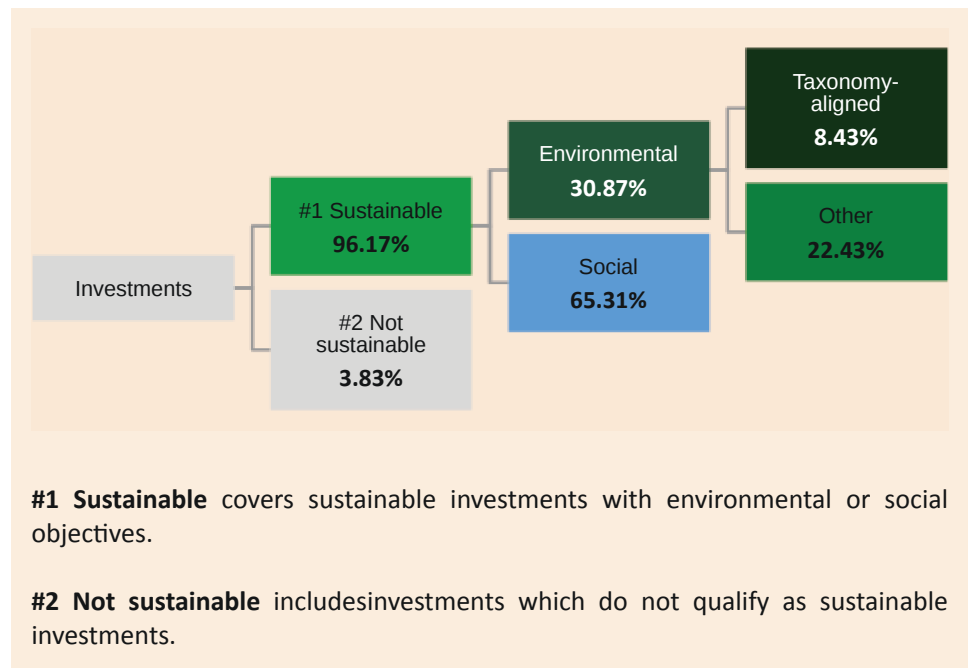 Investments
#1 Sustainable
96.17%
#2 Not
sustainable
3.83%
Environmental
30.87%
Social
65.31%
Taxonomy-
aligned
8.43%
Other
22.43%
#1 Sustainable covers sustainable investments with environmental or social
objectives.
#2 Not sustainable includesinvestments which do not qualify as sustainable
investments.